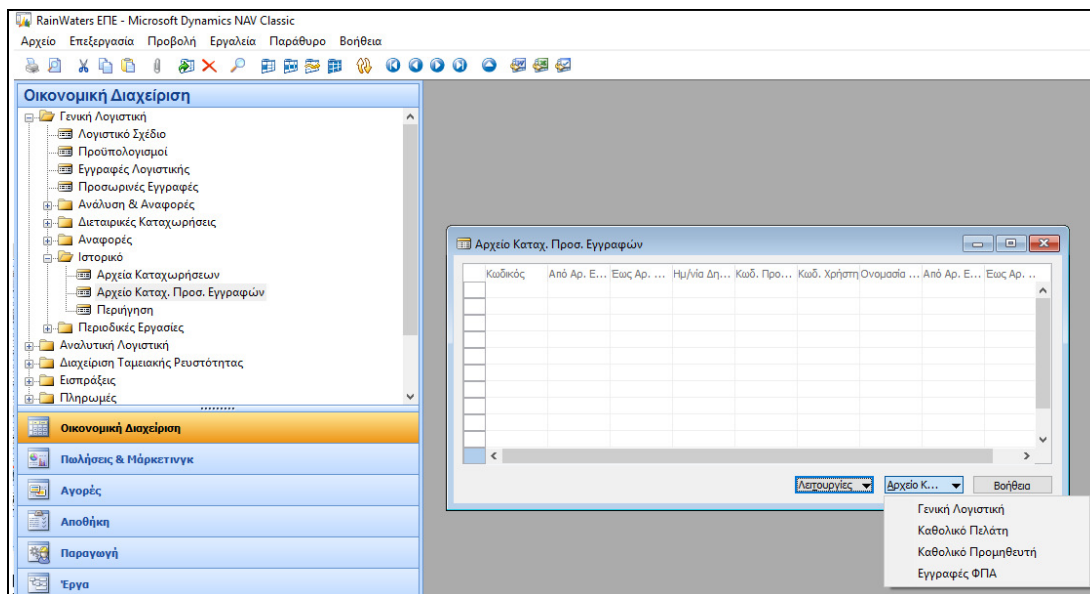 RainWaters ΕΠΕ - Microsoft Dynamics NAV Classic
Αρχείο Επεξεργασία Προβολή Εργαλεία Παράθυρο Βοήθεια
Οικονομική Διαχείριση
Γενική Λογιστική
Λογιστικό Σχέδιο
Προϋπολογισμοί
Εγγραφές Λογιστικής
Προσωρινές Εγγραφές
Ανάλυση & Αναφορές
Διεταιρικές Καταχωρήσεις
Αναφορές
Ιστορικό
Αρχεία Καταχωρήσεων
Αρχείο Καταχ. Προσ. Εγγραφών
Περιήγηση
Περιοδικές Εργασίες
Αναλυτική Λογιστική
Διαχείριση Ταμειακής Ρευστότητας
Εισπράξεις
Πληρωμές
Οικονομική Διαχείριση
Πωλήσεις & Μάρκετινγκ
Αγορές
Αποθήκη
Παραγωγή
Έργα
Αρχείο Καταχ. Προσ. Εγγραφών
Κωδικός Από Αρ. Ε... Έως Αρ. ... Ημ/νία Δη... Κωδ. Προ... Κωδ. Χρήστη Ονομασία ... Από Αρ. Ε... Έως Αρ. ..
Λειτουργίες Αρχείο Κ... Βοήθεια
Γενική Λογιστική
Καθολικό Πελάτη
Καθολικό Προμηθευτή
Εγγραφές ΦΠΑ